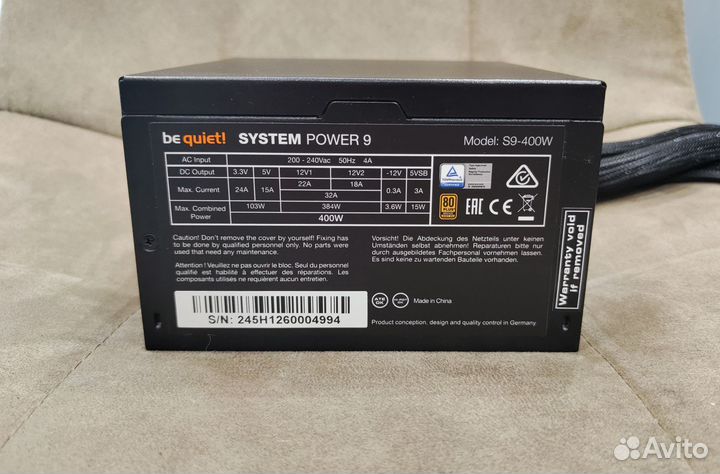 be quiet! SYSTEM POWER 9
Model: S9-400W
AC Input 200 - 240Vac 50Hz 4A
DC Output 3.3V 5V 12V1 12V2 -12V 5VSB
Max. Current 24A 15A 22A 18A 0.3A 3A
32A
Max. Combined Power 103W 384W 3.6W 15W
400W
80 PLUS
EAC CE
Caution! Do not remove the cover by yourself! Fixing has
to be done by qualified personnel only. No parts were
used that need any maintenance.
Attention ! Veuillez ne pas ouvrir le bloc. Seul du personnel
qualifié est habilité à effectuer des réparations. Les
composants utilisés ne requièrent aucun entretien.
Vorsicht! Die Abdeckung des Netzteils unter keinen
Umständen selbst abnehmen. Reparaturen bitte nur
durch ausgebildetes Fachpersonal vornehmen lassen.
Es sind keine zu wartenden Bauteile vorhanden.
Warranty void
if removed
S/N: 245H1260004994
Made in China
Product conception, design and quality control in Germany
Avito